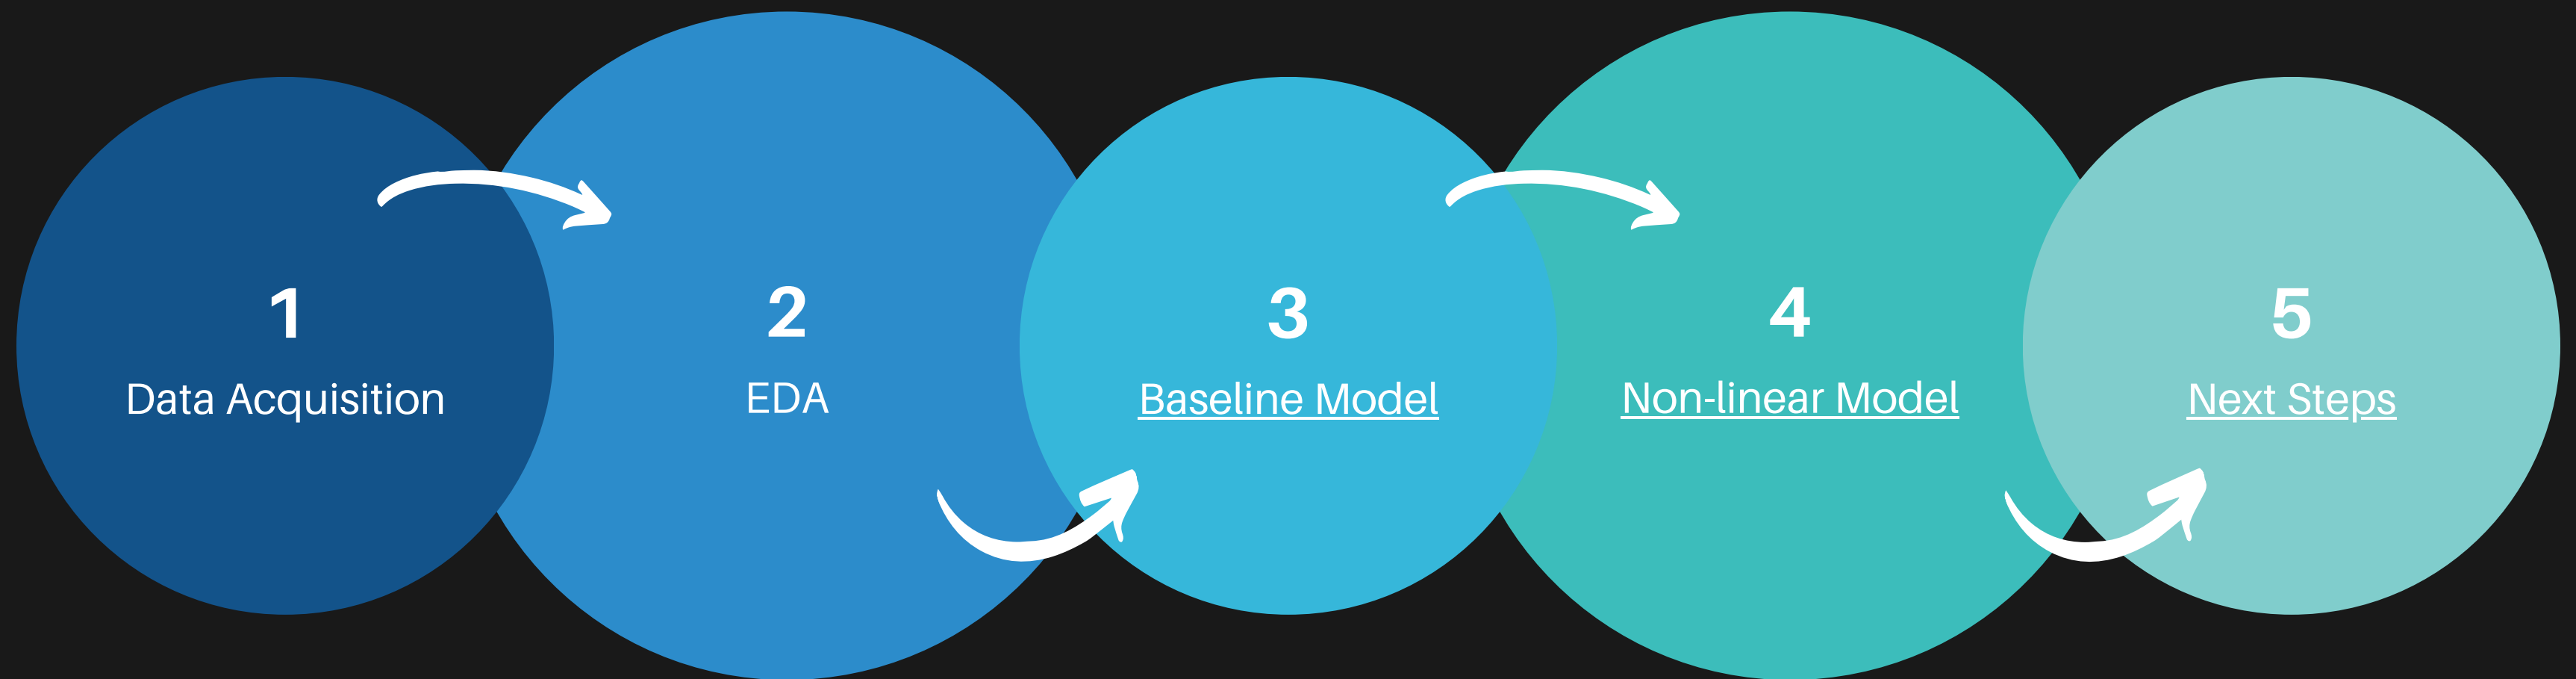 1
Data Acquisition
2
EDA
3
Baseline Model
4
Non-linear Model
5
Next Steps